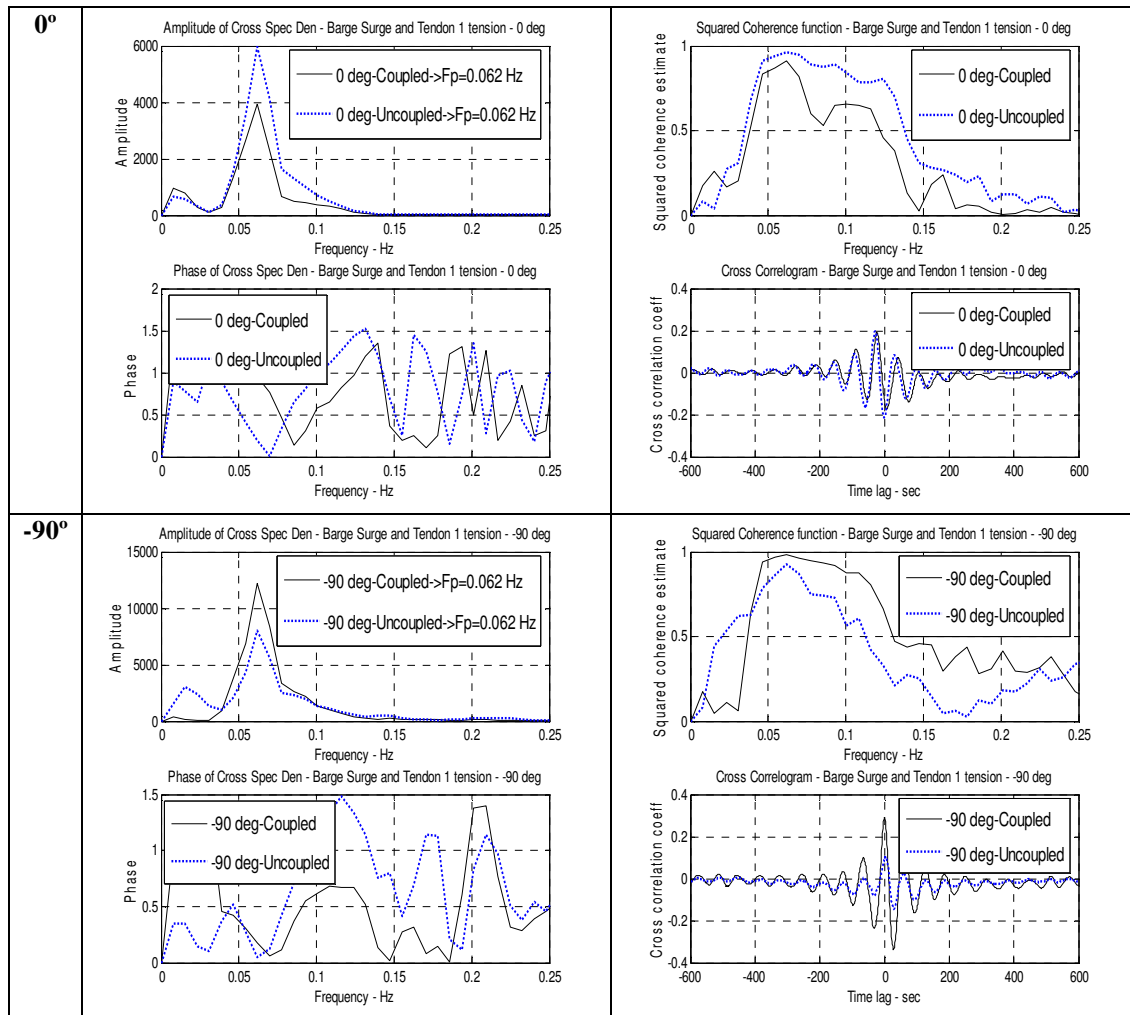 0º
Amplitude of Cross Spec Den - Barge Surge and Tendon 1 tension - 0 deg
6000
4000
2000
0
Amplitude
0 deg-Coupled->Fp=0.062 Hz
0 deg-Uncoupled->Fp=0.062 Hz
0 0.05 0.1 0.15 0.2 0.25
Frequency - Hz
Phase of Cross Spec Den - Barge Surge and Tendon 1 tension - 0 deg
2
1.5
1
0.5
0
Phase
0 deg-Coupled
0 deg-Uncoupled
0 0.05 0.1 0.15 0.2 0.25
Frequency - Hz
Squared Coherence function - Barge Surge and Tendon 1 tension - 0 deg
1
0.5
0
Squared coherence estimate
0 deg-Coupled
0 deg-Uncoupled
0 0.05 0.1 0.15 0.2 0.25
Frequency - Hz
Cross Correlogram - Barge Surge and Tendon 1 tension - 0 deg
0.4
0.2
0
-0.2
-0.4
Cross correlation coeff
0 deg-Coupled
0 deg-Uncoupled
-600 -400 -200 0 200 400 600
Time lag - sec
-90º
Amplitude of Cross Spec Den - Barge Surge and Tendon 1 tension - -90 deg
15000
10000
5000
0
Amplitude
-90 deg-Coupled->Fp=0.062 Hz
-90 deg-Uncoupled->Fp=0.062 Hz
0 0.05 0.1 0.15 0.2 0.25
Frequency - Hz
Phase of Cross Spec Den - Barge Surge and Tendon 1 tension - -90 deg
1.5
1
0.5
0
Phase
-90 deg-Coupled
-90 deg-Uncoupled
0 0.05 0.1 0.15 0.2 0.25
Frequency - Hz
Squared Coherence function - Barge Surge and Tendon 1 tension - -90 deg
1
0.5
0
Squared coherence estimate
-90 deg-Coupled
-90 deg-Uncoupled
0 0.05 0.1 0.15 0.2 0.25
Frequency - Hz
Cross Correlogram - Barge Surge and Tendon 1 tension - -90 deg
0.4
0.2
0
-0.2
-0.4
Cross correlation coeff
-90 deg-Coupled
-90 deg-Uncoupled
-600 -400 -200 0 200 400 600
Time lag - sec